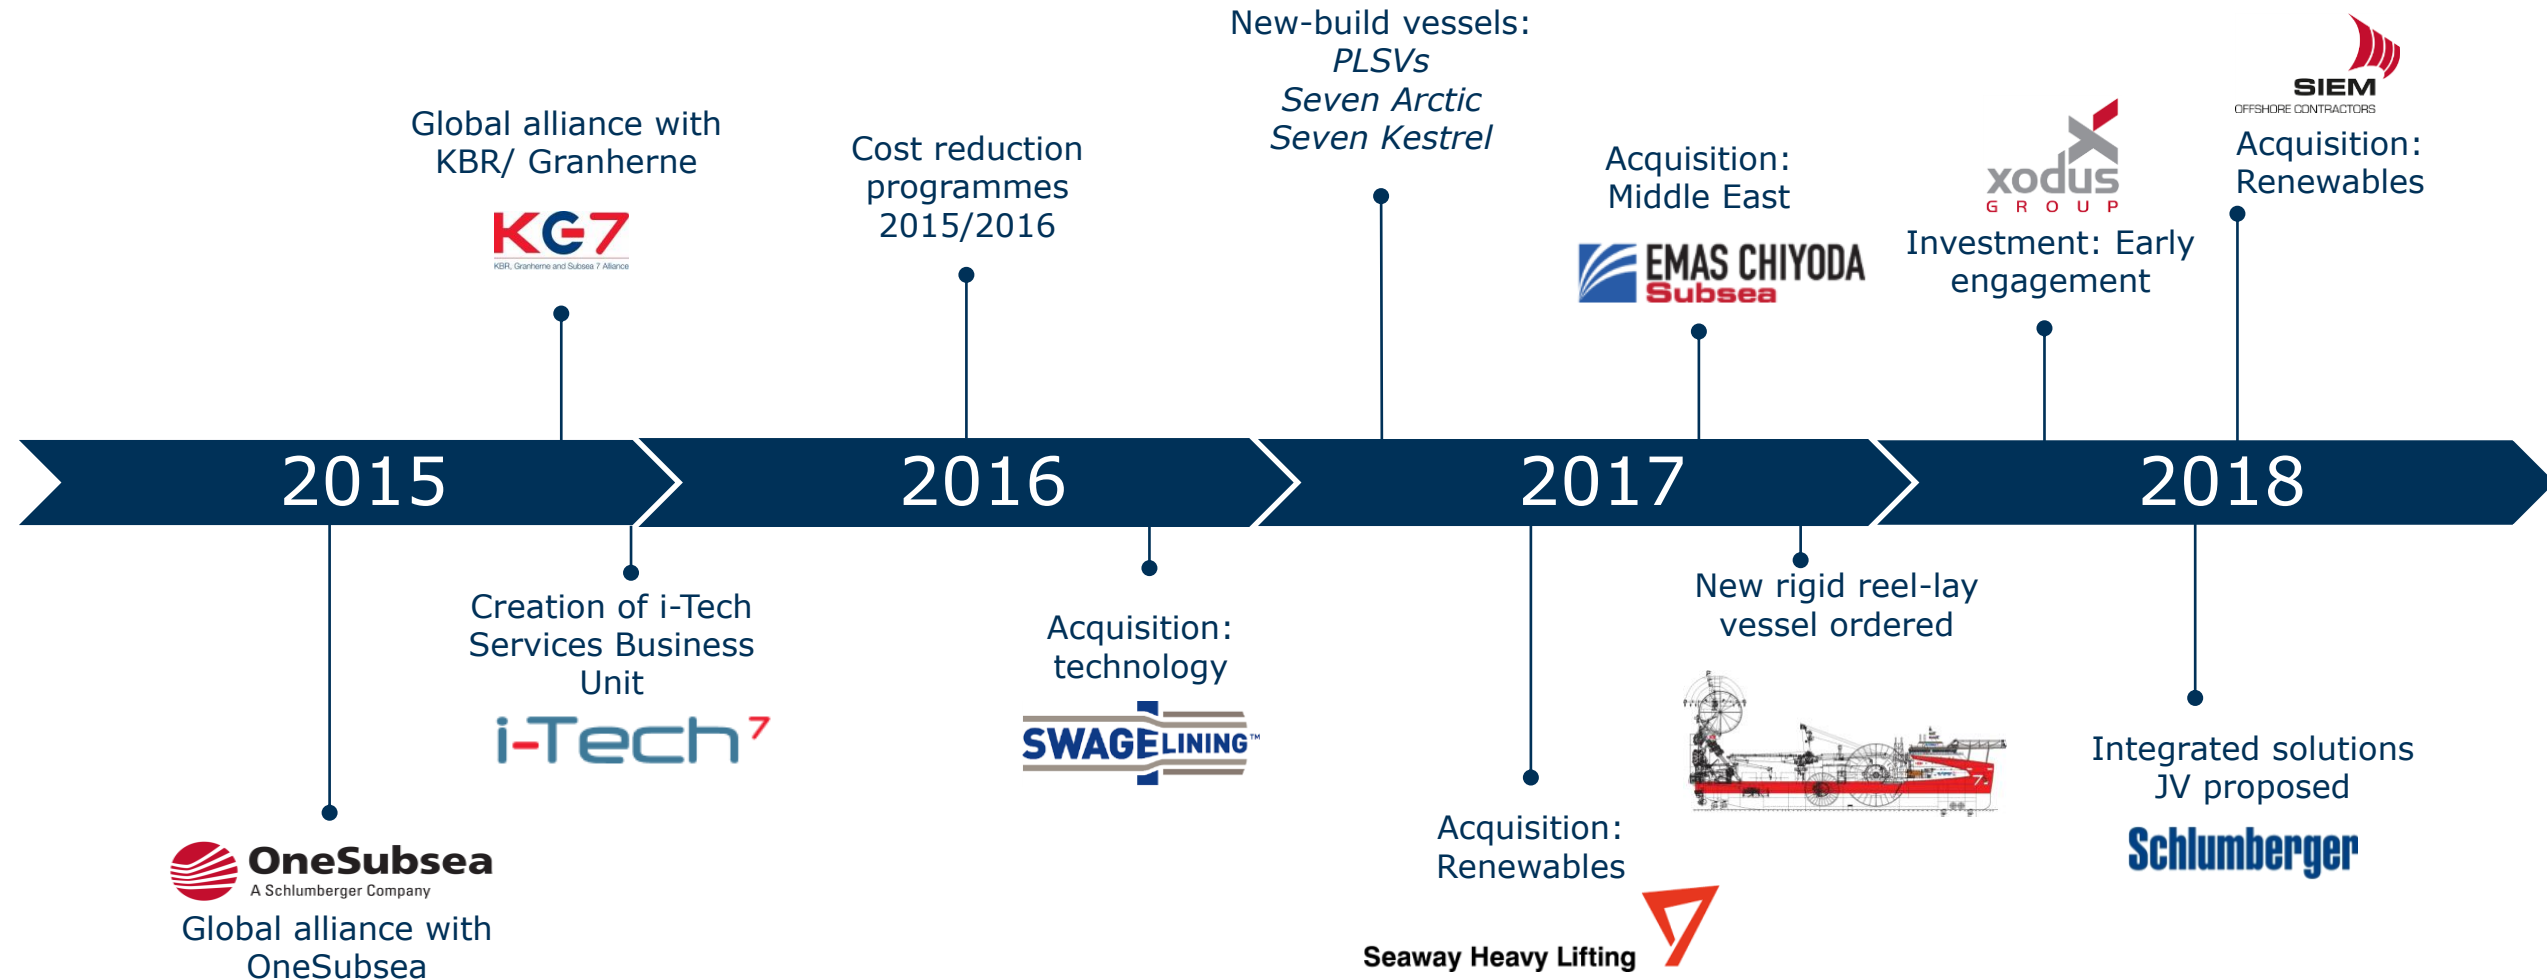 New-build vessels:
PLSVs
Seven Arctic
Seven Kestrel
SIEM
OFFSHORE CONTRACTORS
Acquisition:
Renewables
Global alliance with
KBR/ Granherne
KG7
KBR, Granherne and Subsea 7 Alliance
Cost reduction
programmes
2015/2016
Acquisition:
Middle East
EMAS CHIYODA
Subsea
xodus
GROUP
Investment: Early
engagement
2015
2016
2017
2018
Creation of i-Tech
Services Business
Unit
i-Tech7
OneSubsea
A Schlumberger Company
Global alliance with
OneSubsea
Acquisition:
technology
SWAGELINING™
New rigid reel-lay
vessel ordered
7
Acquisition:
Renewables
Seaway Heavy Lifting
Integrated solutions
JV proposed
Schlumberger